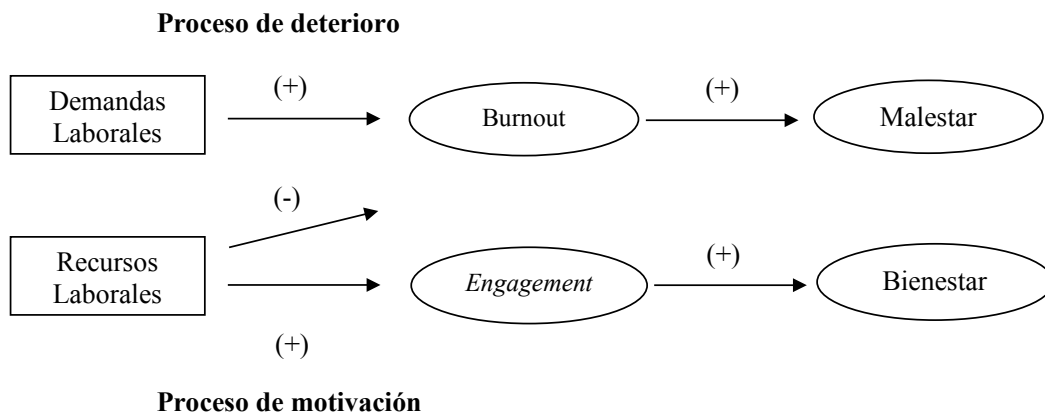 Proceso de deterioro
(+)
(+)
Demandas
Laborales
Burnout
Malestar
(-)
Recursos
Laborales
(+)
Engagement
Bienestar
(+)
Proceso de motivación